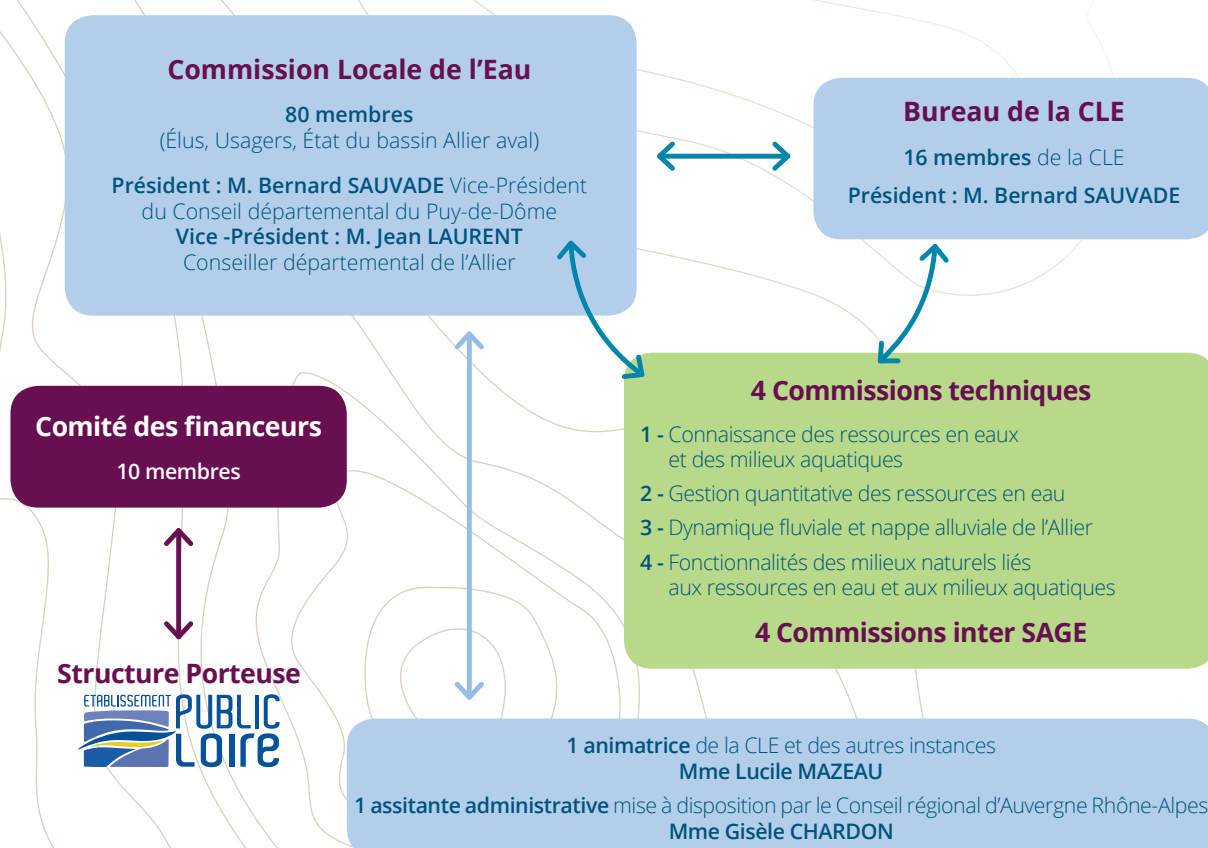 Commission Locale de l'Eau
80 membres
(Élus, Usagers, État du bassin Allier aval)
Président : M. Bernard SAUVADE Vice-Président
du Conseil départemental du Puy-de-Dôme
Vice -Président : M. Jean LAURENT
Conseiller départemental de l'Allier
Bureau de la CLE
16 membres de la CLE
Président : M. Bernard SAUVADE
Comité des financeurs
10 membres
4 Commissions techniques
1 - Connaissance des ressources en eaux
et des milieux aquatiques
2 - Gestion quantitative des ressources en eau
3 - Dynamique fluviale et nappe alluviale de l'Allier
4 - Fonctionnalités des milieux naturels liés
aux ressources en eau et aux milieux aquatiques
4 Commissions inter SAGE
Structure Porteuse
ETABLISSEMENT
PUBLIC
LOIRE
1 animatrice de la CLE et des autres instances
Mme Lucile MAZEAU
1 assitante administrative mise à disposition par le Conseil régional d'Auvergne Rhône-Alpes
Mme Gisèle CHARDON